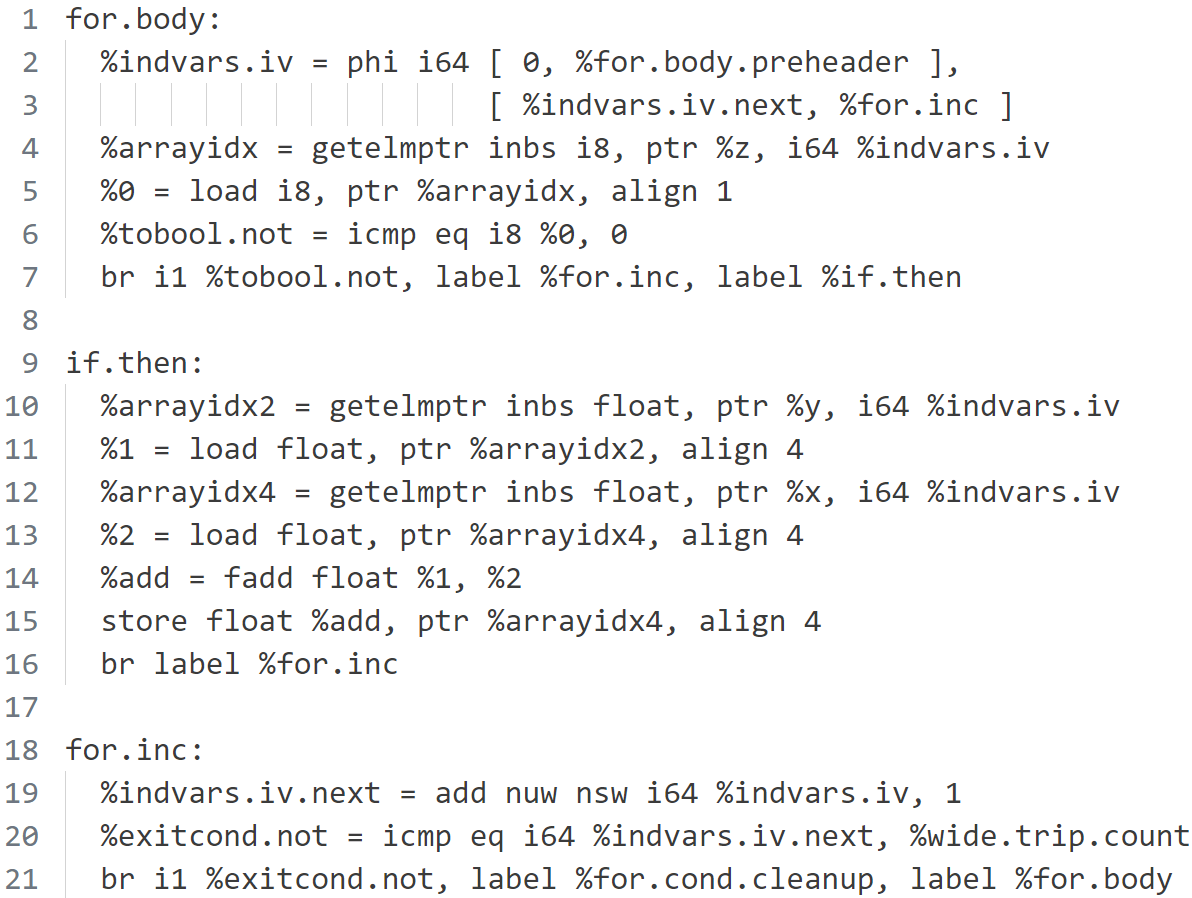 1 for.body:
2 %indvars.iv = phi i64 [ 0, %for.body.preheader ],
3 [ %indvars.iv.next, %for.inc ]
4 %arrayidx = getelmptr inbs i8, ptr %z, i64 %indvars.iv
5 %0 = load i8, ptr %arrayidx, align 1
6 %tobool.not = icmp eq i8 %0, 0
7 br i1 %tobool.not, label %for.inc, label %if.then
8
9 if.then:
10 %arrayidx2 = getelmptr inbs float, ptr %y, i64 %indvars.iv
11 %1 = load float, ptr %arrayidx2, align 4
12 %arrayidx4 = getelmptr inbs float, ptr %x, i64 %indvars.iv
13 %2 = load float, ptr %arrayidx4, align 4
14 %add = fadd float %1, %2
15 store float %add, ptr %arrayidx4, align 4
16 br label %for.inc
17
18 for.inc:
19 %indvars.iv.next = add nuw nsw i64 %indvars.iv, 1
20 %exitcond.not = icmp eq i64 %indvars.iv.next, %wide.trip.count
21 br i1 %exitcond.not, label %for.cond.cleanup, label %for.body